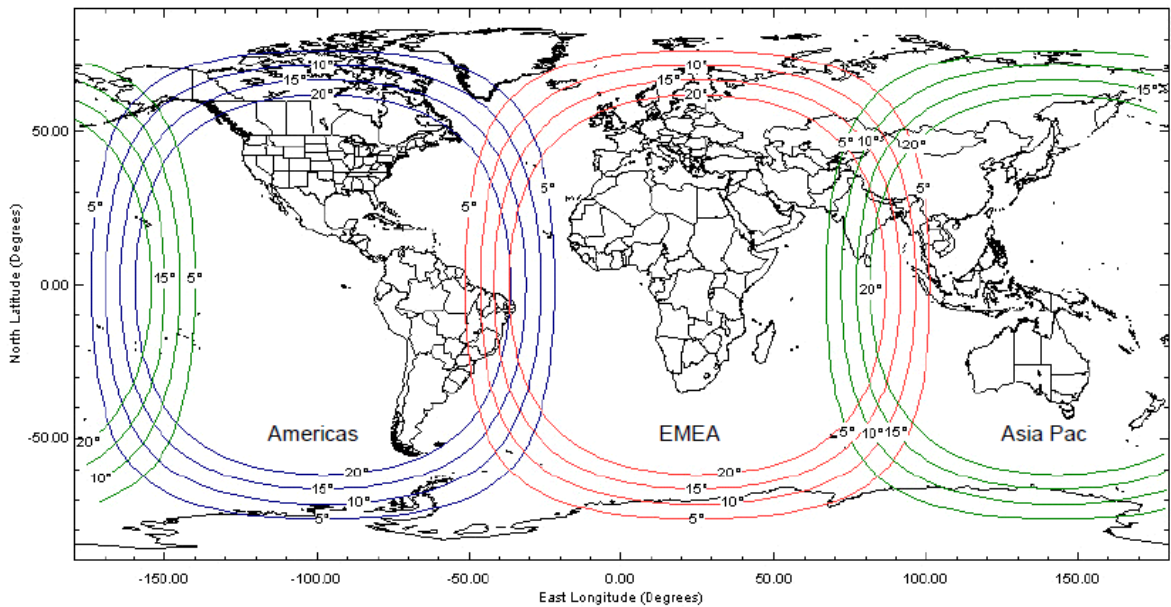 10° 10°
15° 15° 15°
20° 20°
50.00
5° 10° 20°
5° 5° 5° 5°
North Latitude (Degrees)
0.00
15° 5° 20°
Americas EMEA Asia Pac
-50.00
5° 10° 15°
20°
10°
20° 20°
15° 15°
10° 10°
5° 5°
-150.00 -100.00 -50.00 0.00 50.00 100.00 150.00
East Longitude (Degrees)